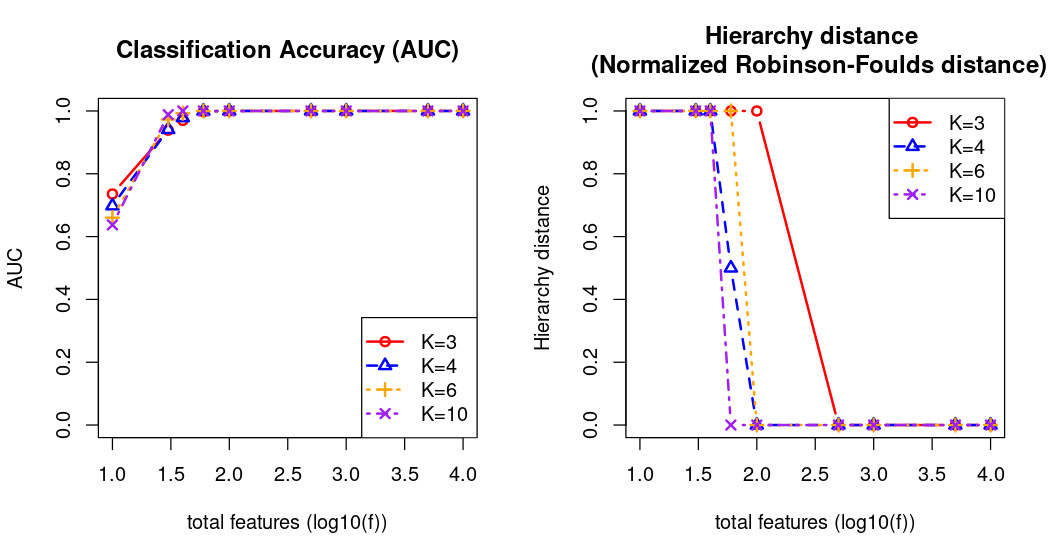 Classification Accuracy (AUC)
AUC
1.0
0.8
0.6
0.4
0.2
0.0
K=3
K=4
K=6
K=10
1.0 1.5 2.0 2.5 3.0 3.5 4.0
total features (log10(f))
Hierarchy distance
(Normalized Robinson-Foulds distance)
Hierarchy distance
1.0
0.8
0.6
0.4
0.2
0.0
K=3
K=4
K=6
K=10
1.0 1.5 2.0 2.5 3.0 3.5 4.0
total features (log10(f))